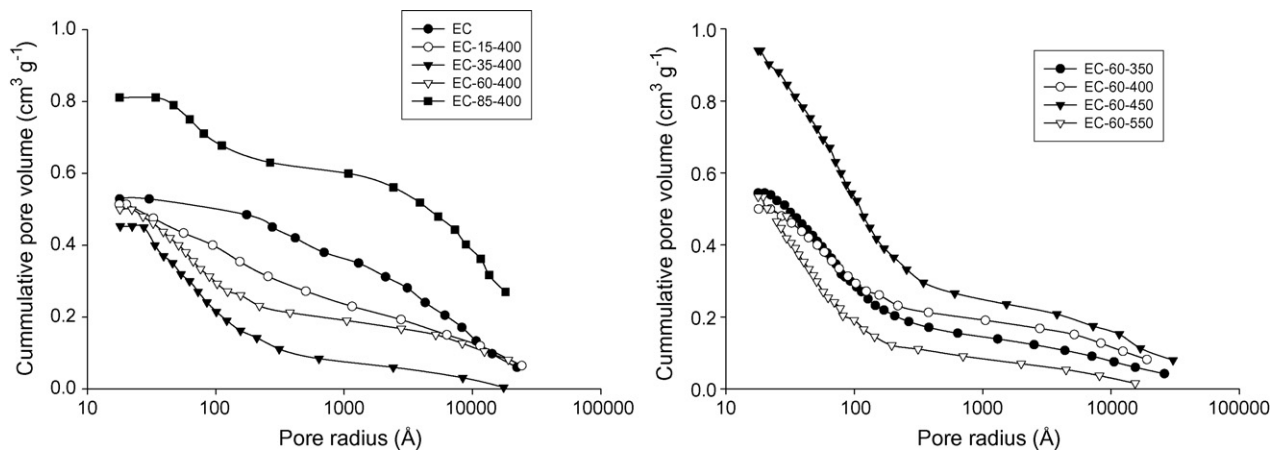 Cummulative pore volume (cm³ g⁻¹)
1.0
0.8
0.6
0.4
0.2
0.0
10
100
1000
10000
100000
Pore radius (Å)
EC
EC-15-400
EC-35-400
EC-60-400
EC-85-400
Cummulative pore volume (cm³ g⁻¹)
1.0
0.8
0.6
0.4
0.2
0.0
10
100
1000
10000
100000
Pore radius (Å)
EC-60-350
EC-60-400
EC-60-450
EC-60-550